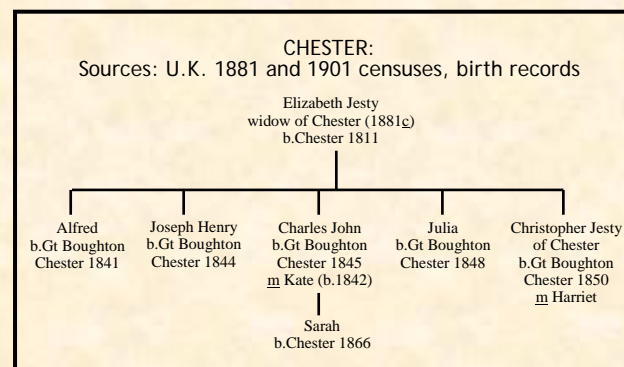 CHESTER:
Sources: U.K. 1881 and 1901 censuses, birth records
Elizabeth Jesty
widow of Chester (1881c)
b.Chester 1811
Alfred
b.Gt Boughton
Chester 1841
Joseph Henry
b.Gt Boughton
Chester 1844
Charles John
b.Gt Boughton
Chester 1845
m Kate (b.1842)
Julia
b.Gt Boughton
Chester 1848
Christopher Jesty
of Chester
b.Gt Boughton
Chester 1850
m Harriet
Sarah
b.Chester 1866